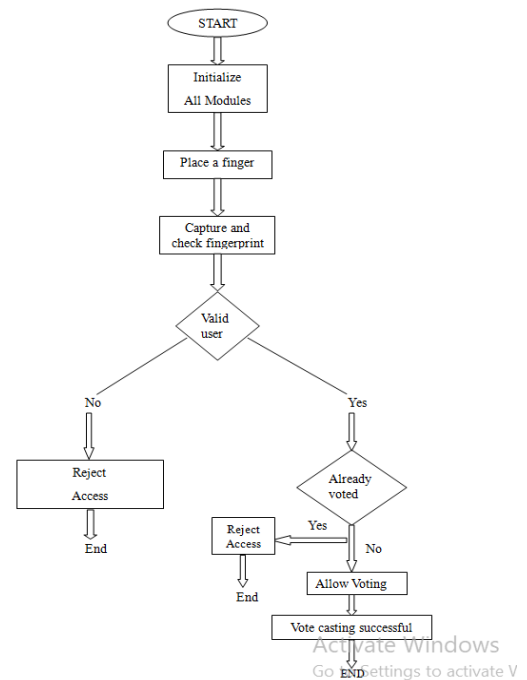 START
Initialize
All Modules
Place a finger
Capture and
check fingerprint
Valid
user
No
Yes
Reject
Access
End
Already
voted
Yes
No
Reject
Access
End
Allow Voting
Vote casting successful
END
Activate Windows
Go to Settings to activate W